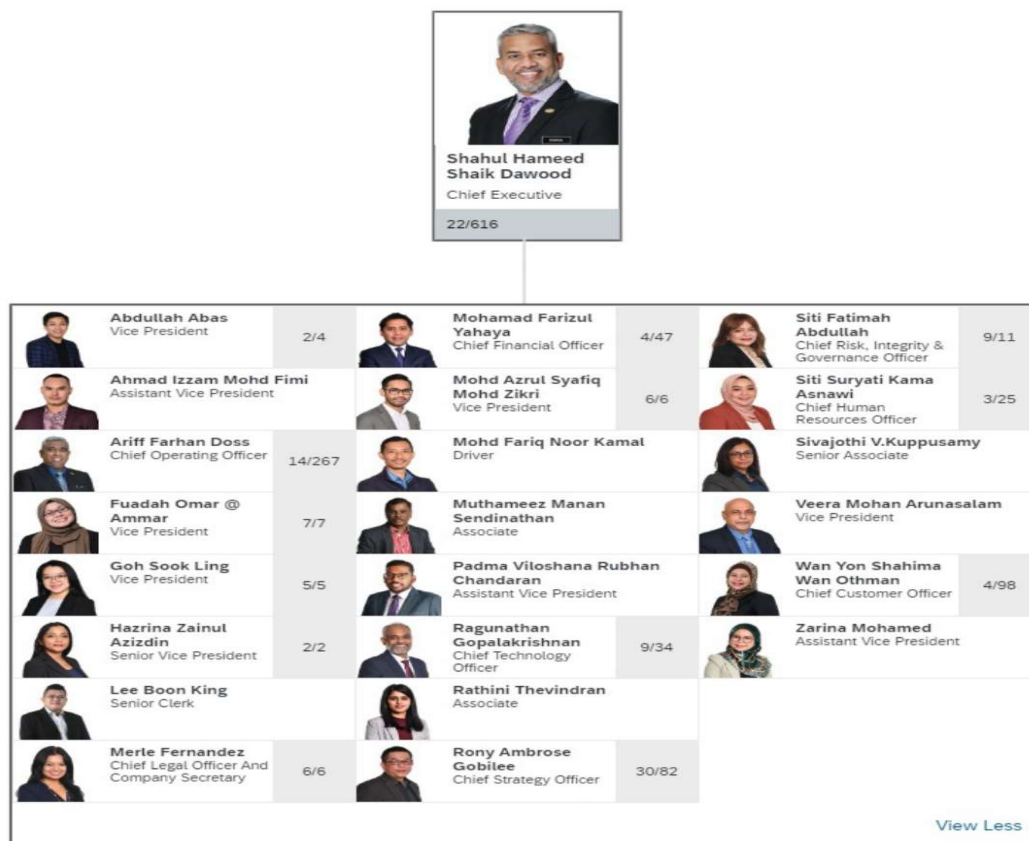 Shahul Hameed
Shaik Dawood
Chief Executive
22/616
Abdullah Abas
Vice President
2/4
Ahmad Izzam Mohd Fimi
Assistant Vice President
Ariff Farhan Doss
Chief Operating Officer
14/267
Fuadah Omar @
Ammar
Vice President
7/7
Goh Sook Ling
Vice President
5/5
Hazrina Zainul
Azizdin
Senior Vice President
2/2
Lee Boon King
Senior Clerk
Merle Fernandez
Chief Legal Officer And
Company Secretary
6/6
Mohamad Farizul
Yahaya
Chief Financial Officer
4/47
Mohd Azrul Syafiq
Mohd Zikri
Vice President
6/6
Mohd Fariq Noor Kamal
Driver
Muthameez Manan
Sendinathan
Associate
Padma Viloshana Rubhan
Chandaran
Assistant Vice President
Ragunathan
Gopalakrishnan
Chief Technology
Officer
9/34
Rathini Thevindran
Associate
Rony Ambrose
Gobilee
Chief Strategy Officer
30/82
Siti Fatimah
Abdullah
Chief Risk, Integrity &
Governance Officer
9/11
Siti Suryati Kama
Asnawi
Chief Human
Resources Officer
3/25
Sivajothi V.Kuppusamy
Senior Associate
Veera Mohan Arunasalam
Vice President
Wan Yon Shahima
Wan Othman
Chief Customer Officer
4/98
Zarina Mohamed
Assistant Vice President
View Less